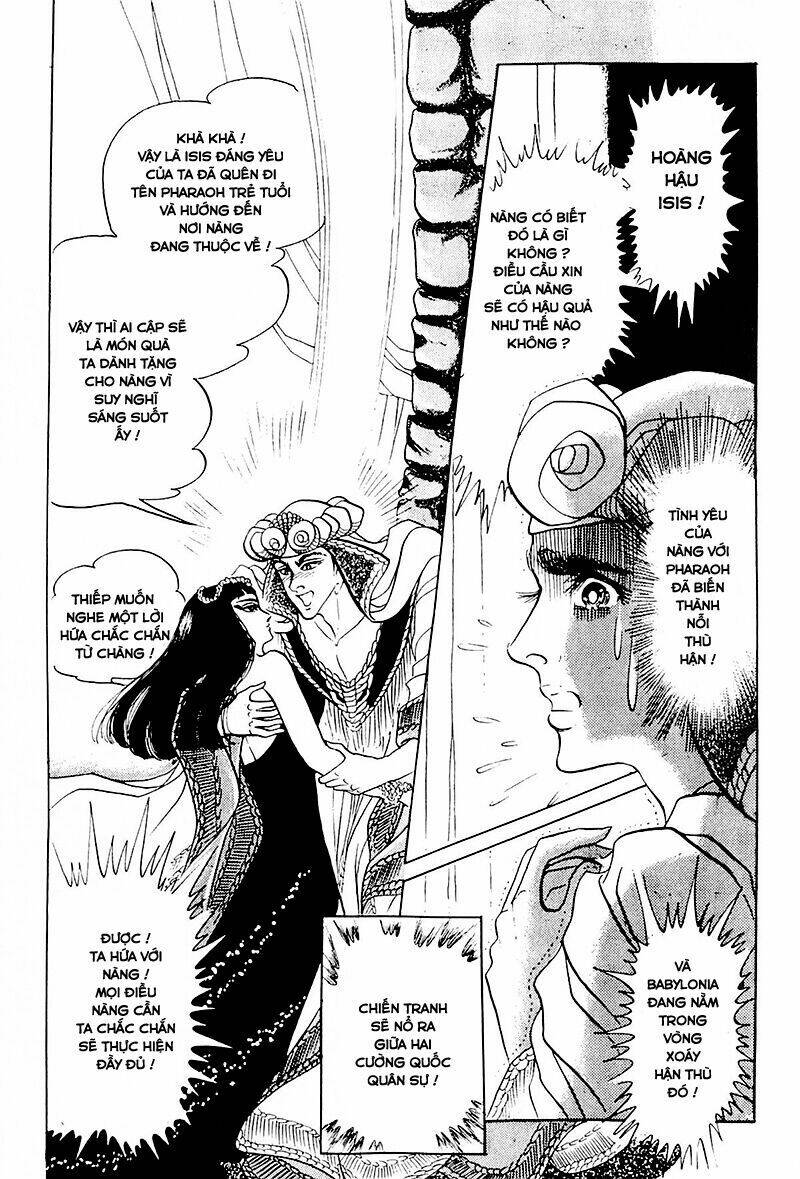 HOÀNG
HẬU
ISIS !
NÀNG CÓ BIẾT
ĐÓ LÀ GÌ
KHÔNG ?
ĐIỀU CẦU XIN
CỦA NÀNG
SẼ CÓ HẬU QUẢ
NHƯ THẾ NÀO
KHÔNG ?
TÌNH YÊU
CỦA
NÀNG VỚI
PHARAOH
ĐÃ BIẾN
THÀNH
NỖI
THÙ
HẬN !
VÀ
BABYLONIA
ĐANG NẰM
TRONG
VÒNG
XOÁY
HẬN THÙ
ĐÓ !
KHÀ KHÀ !
VẬY LÀ ISIS ĐÁNG YÊU
CỦA TA ĐÃ QUÊN ĐI
TÊN PHARAOH TRẺ TUỔI
VÀ HƯỚNG ĐẾN
NƠI NÀNG
ĐANG THUỘC VỀ !
VẬY THÌ AI CẬP SẼ
LÀ MÓN QUÀ
TA DÀNH TẶNG
CHO NÀNG VÌ
SUY NGHĨ
SÁNG SUỐT
ẤY !
THIẾP MUỐN
NGHE MỘT LỜI
HỨA CHẮC CHẮN
TỪ CHÀNG !
ĐƯỢC !
TA HỨA VỚI
NÀNG !
MỌI ĐIỀU
NÀNG CẦN
TA CHẮC CHẮN
SẼ THỰC HIỆN
ĐẦY ĐỦ !
CHIẾN TRANH
SẼ NỔ RA
GIỮA HAI
CƯỜNG QUỐC
QUÂN SỰ !